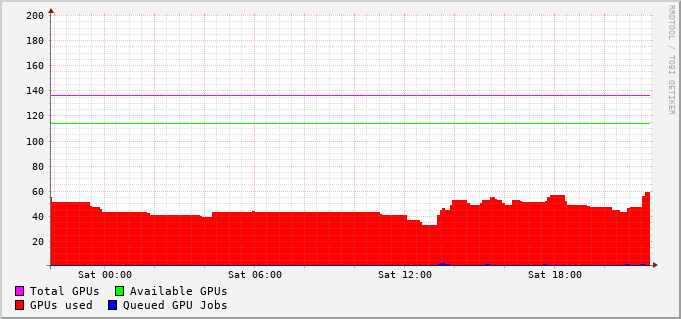 200
180
160
140
120
100
80
60
40
20
Sat 00:00 Sat 06:00 Sat 12:00 Sat 18:00
Total GPUs Available GPUs
GPUs used Queued GPU Jobs
RRDTOOL / TOBI OETIKER